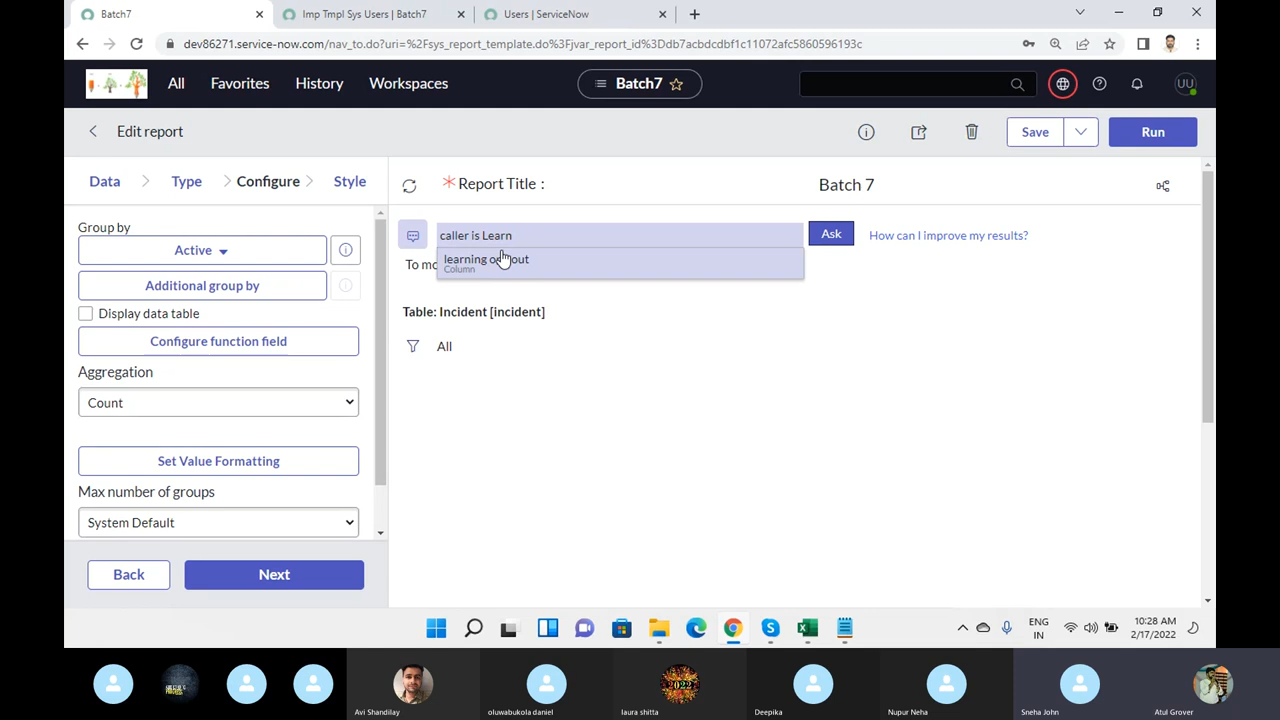 Batch7
Imp Tmpl Sys Users | Batch7
Users | ServiceNow
dev86271.service-now.com/nav_to.do?uri=%2Fsys_report_template.do%3Fjvar_report_id%3Ddb7acbdcdbf1c11072afc5860596193c
All
Favorites
History
Workspaces
Batch7
UU
Edit report
Save
Run
Data
Type
Configure
Style
Report Title :
Batch 7
Group by
Active
Additional group by
Display data table
Configure function field
Aggregation
Count
Set Value Formatting
Max number of groups
System Default
Back
Next
caller is Learn
Ask
How can I improve my results?
learning out
Column
To mo
Table: Incident [incident]
All
ENG
IN
10:28 AM
2/17/2022
2022
Avi Shandilay
oluwabukola daniel
laura shitta
Deepika
Nupur Neha
Sneha John
Atul Grover